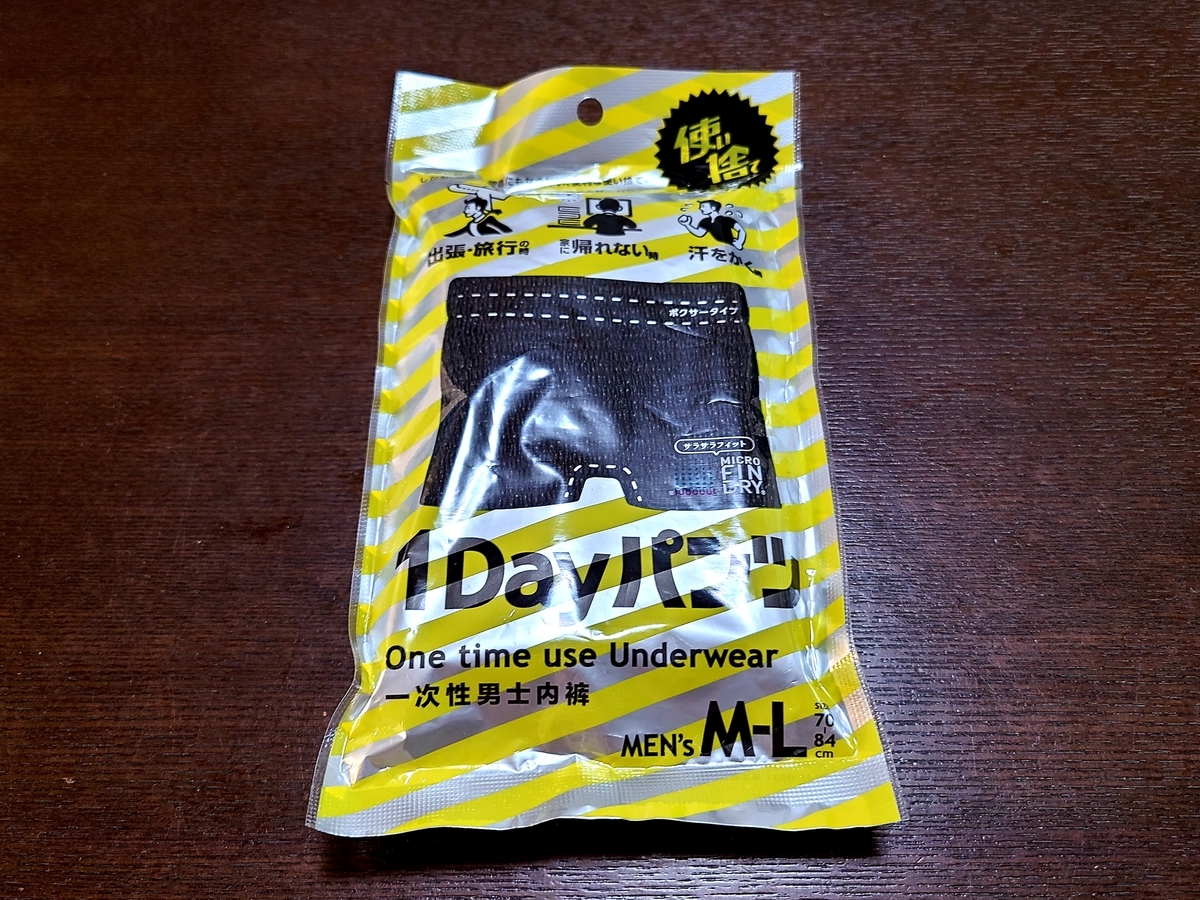 使い
捨て
出張・旅行の時
家に帰れない時
汗をかく時
ボクサータイプ
サラサラフィット
MICRO
FIN
DRY
1Dayパンツ
One time use Underwear
一次性男士内裤
MEN's M-L
size
70
84
cm